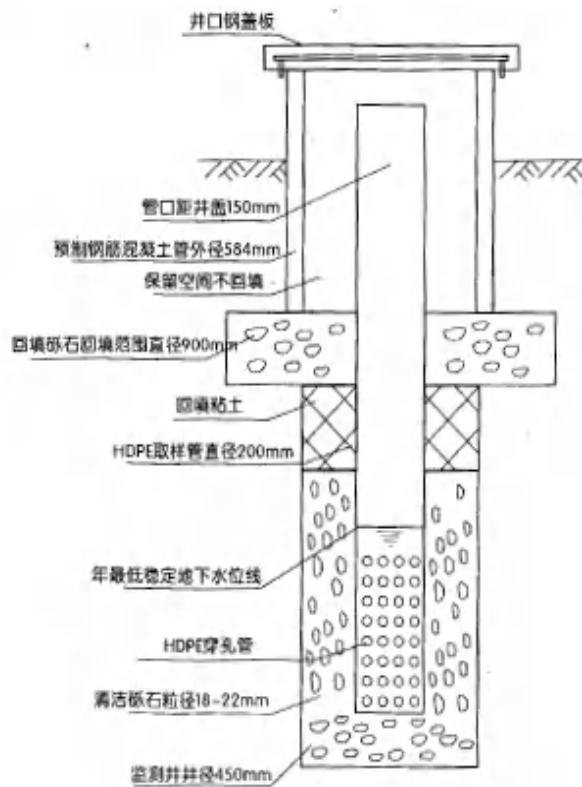 井口钢盖板
管口距井盖150mm
预制钢筋混凝土管外径584mm
保留空间不回填
回填砾石回填范围直径900mm
回填粘土
HDPE取样管直径200mm
年最低稳定地下水位线
HDPE穿孔管
清洁砾石粒径18-22mm
监测井井径450mm